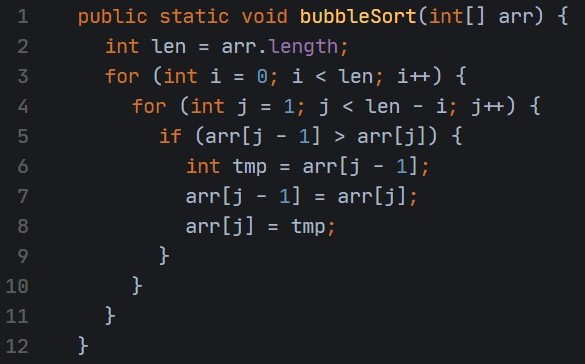 1 public static void bubbleSort(int[] arr) {
2 int len = arr.length;
3 for (int i = 0; i < len; i++) {
4 for (int j = 1; j < len - i; j++) {
5 if (arr[j - 1] > arr[j]) {
6 int tmp = arr[j - 1];
7 arr[j - 1] = arr[j];
8 arr[j] = tmp;
9 }
10 }
11 }
12 }